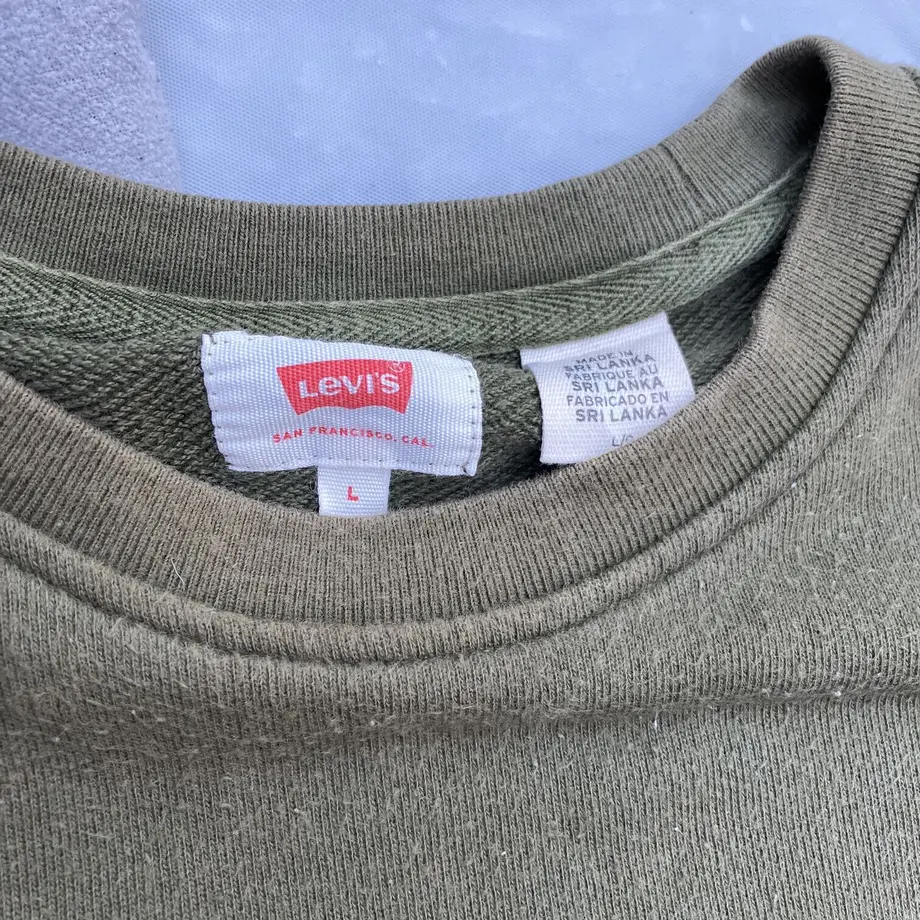 LEVI'S
®
SAN FRANCISCO, CAL.
L
MADE IN
SRI LANKA
FABRIQUE AU
SRI LANKA
FABRICADO EN
SRI LANKA